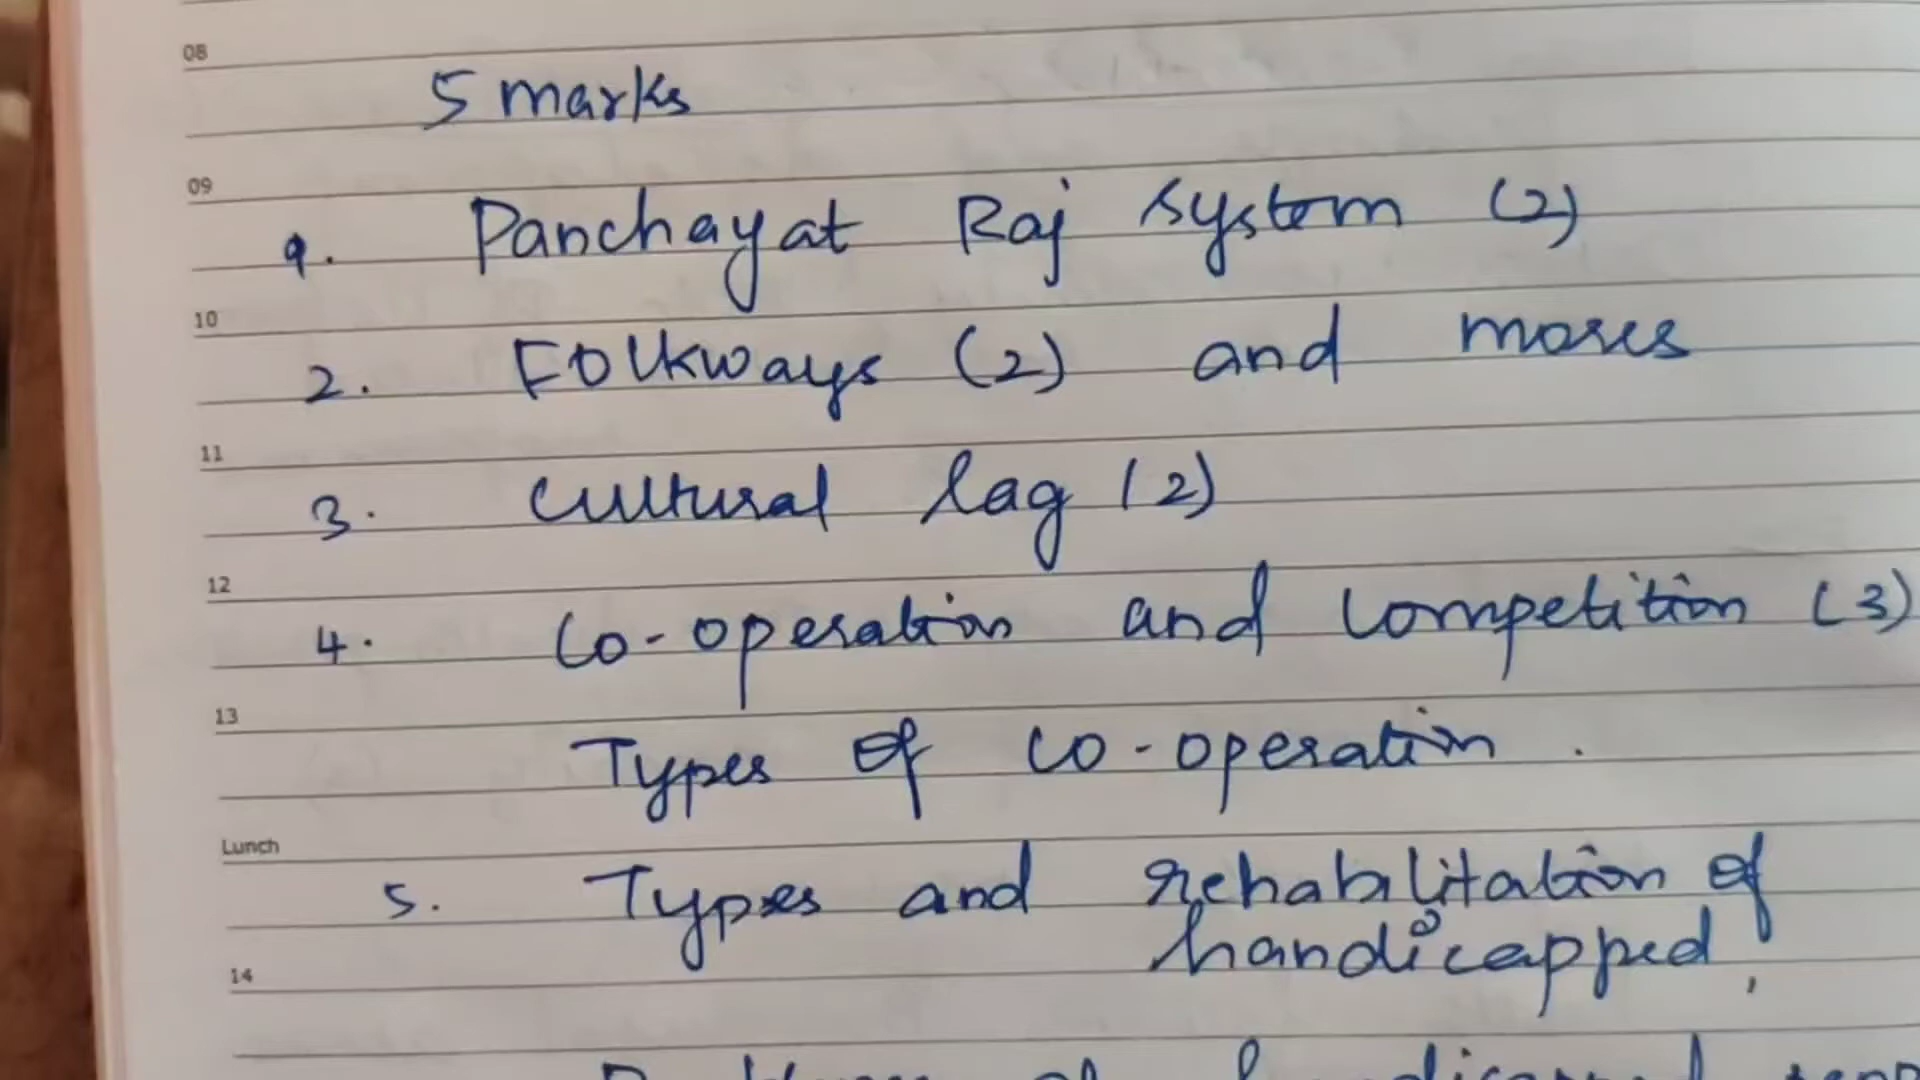 08
5 marks
09
1. Panchayat Raj system (2)
10
2. Folkways (2) and mores
11
3. Cultural lag (2)
12
4. Co-operation and Competition (3)
13
Types of Co-operation.
Lunch
5. Types and rehabilitation of
handicapped,
14